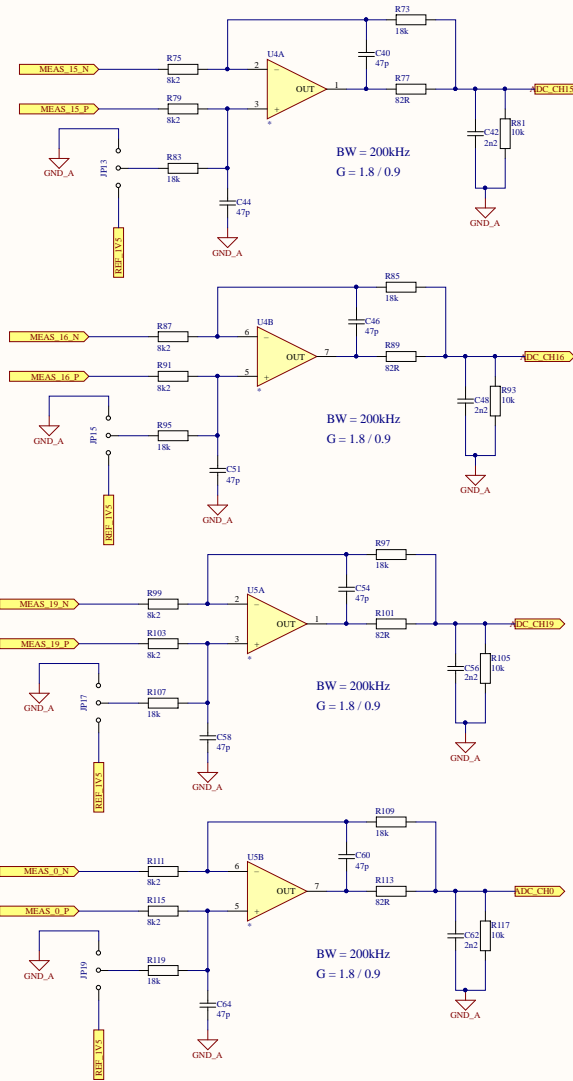 R73
18k
C40
47p
U4A
R75
MEAS_15_N
8k2
2
−
OUT
1
R77
82R
ADC_CH15
R79
MEAS_15_P
8k2
3
+
*
C42
2n2
R81
10k
BW = 200kHz
G = 1.8 / 0.9
R83
18k
GND_A
JP13
C44
47p
GND_A
GND_A
REF_1V5
R85
18k
C46
47p
U4B
R87
MEAS_16_N
8k2
6
−
OUT
7
R89
82R
ADC_CH16
R91
MEAS_16_P
8k2
5
+
*
C48
2n2
R93
10k
BW = 200kHz
G = 1.8 / 0.9
R95
18k
GND_A
JP15
C51
47p
GND_A
GND_A
REF_1V5
R97
18k
C54
47p
U5A
R99
MEAS_19_N
8k2
2
−
OUT
1
R101
82R
ADC_CH19
R103
MEAS_19_P
8k2
3
+
*
C56
2n2
R105
10k
BW = 200kHz
G = 1.8 / 0.9
R107
18k
GND_A
JP17
C58
47p
GND_A
GND_A
REF_1V5
R109
18k
C60
47p
U5B
R111
MEAS_0_N
8k2
6
−
OUT
7
R113
82R
ADC_CH0
R115
MEAS_0_P
8k2
5
+
*
C62
2n2
R117
10k
BW = 200kHz
G = 1.8 / 0.9
R119
18k
GND_A
JP19
C64
47p
GND_A
GND_A
REF_1V5